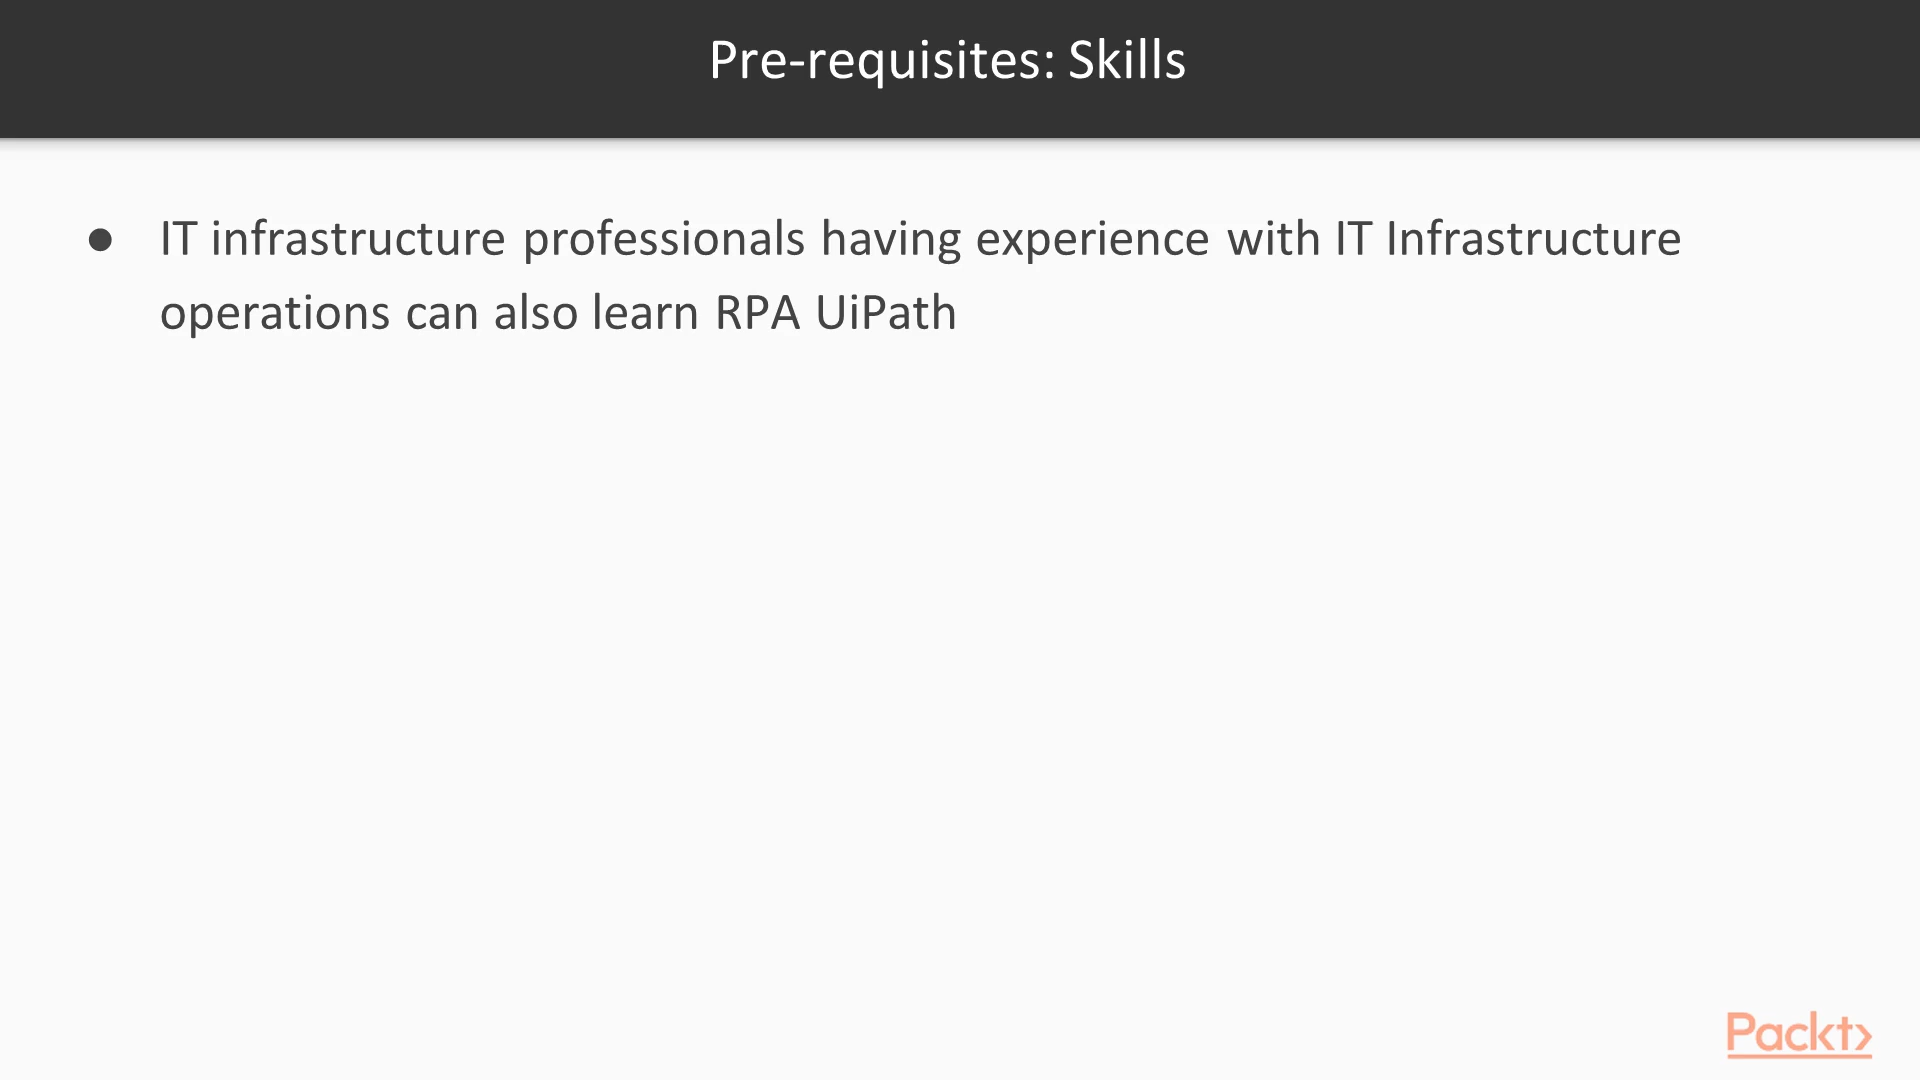 Pre-requisites: Skills
● IT infrastructure professionals having experience with IT Infrastructure
operations can also learn RPA UiPath
Packt>